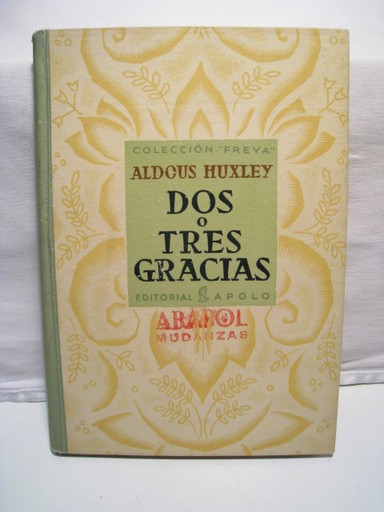 COLECCIÓN "FREYA"
ALDOUS HUXLEY
DOS
O
TRES
GRACIAS
EDITORIAL APOLO
ABAROL
MUDANZAS